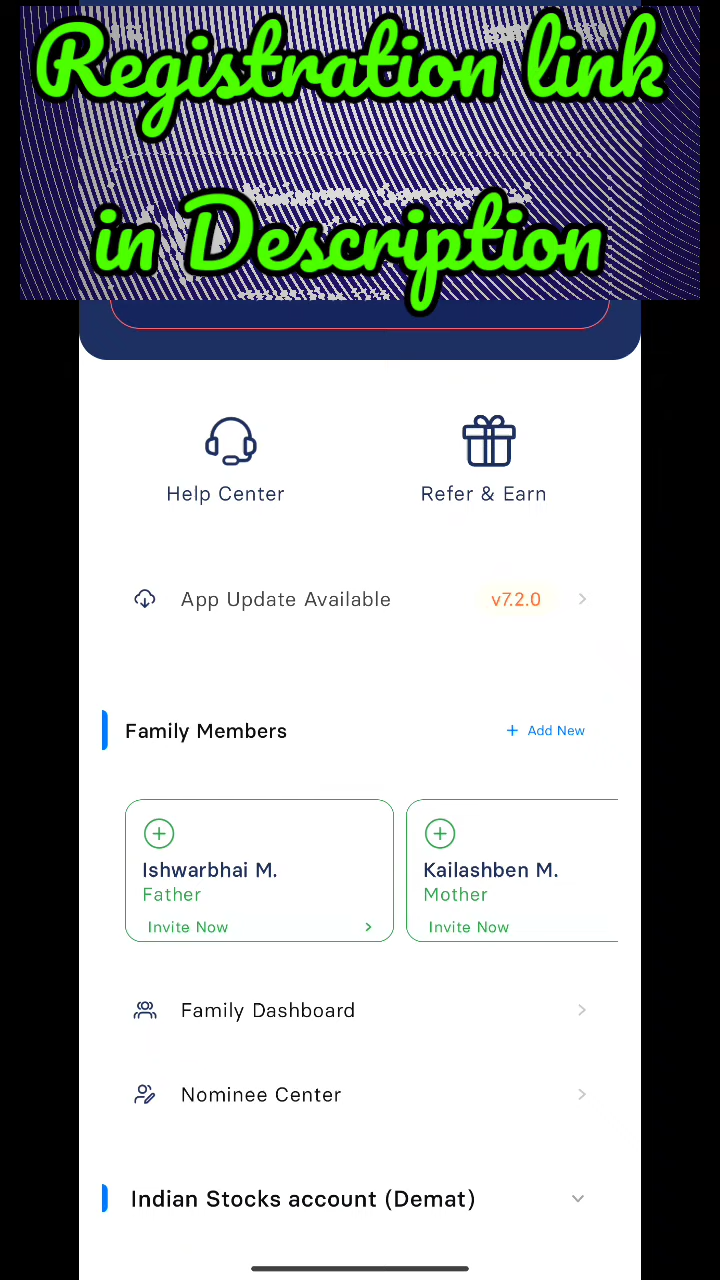 Registration link
in Description
Help Center
Refer & Earn
App Update Available
v7.2.0
Family Members
+ Add New
Ishwarbhai M.
Father
Invite Now
Kailashben M.
Mother
Invite Now
Family Dashboard
Nominee Center
Indian Stocks account (Demat)